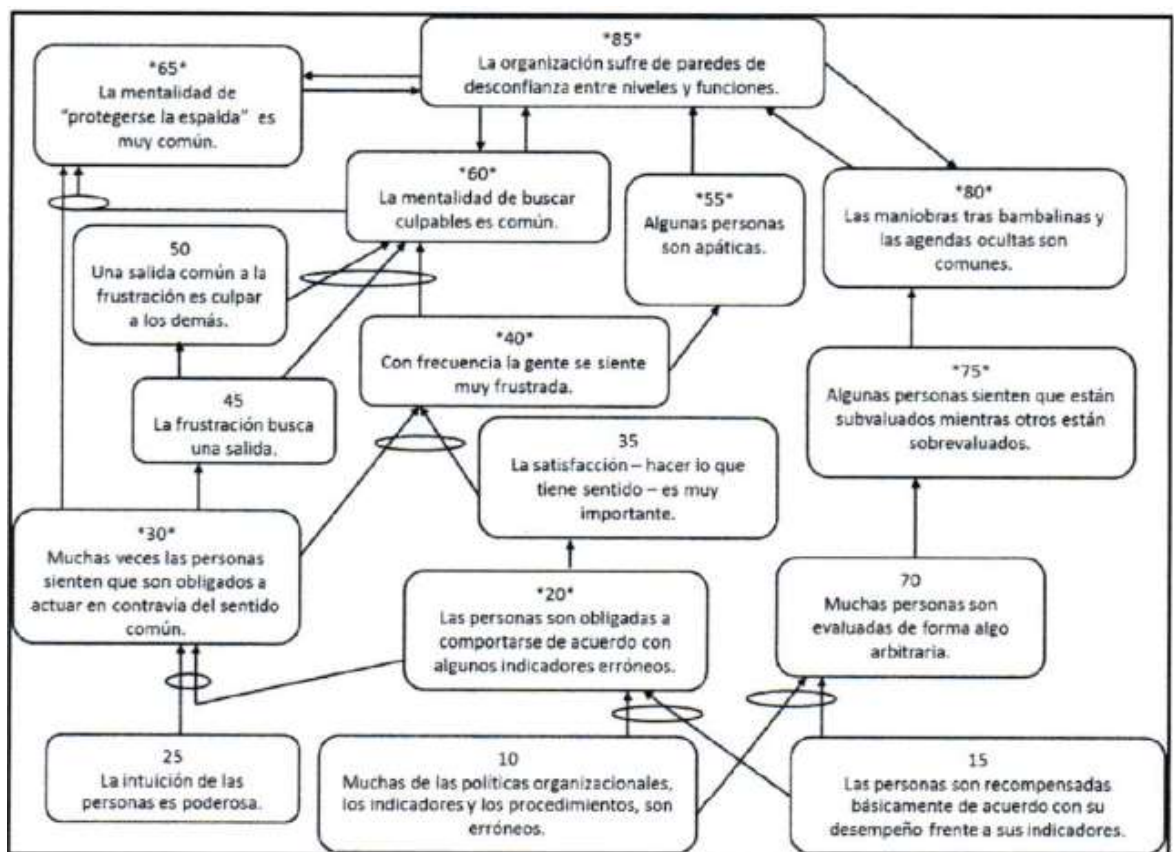 *85*
La organización sufre de paredes de
desconfianza entre niveles y funciones.
*65*
La mentalidad de
"protegerse la espalda" es
muy común.
*60*
La mentalidad de buscar
culpables es común.
*55*
Algunas personas
son apáticas.
*80*
Las maniobras tras bambalinas y
las agendas ocultas son
comunes.
50
Una salida común a la
frustración es culpar
a los demás.
*40*
Con frecuencia la gente se siente
muy frustrada.
*75*
Algunas personas sienten que están
subvaluados mientras otros están
sobrevaluados.
45
La frustración busca
una salida.
35
La satisfacción – hacer lo que
tiene sentido – es muy
importante.
*30*
Muchas veces las personas
sienten que son obligados a
actuar en contravía del sentido
común.
*20*
Las personas son obligadas a
comportarse de acuerdo con
algunos indicadores erróneos.
70
Muchas personas son
evaluadas de forma algo
arbitraria.
25
La intuición de las
personas es poderosa.
10
Muchas de las políticas organizacionales,
los indicadores y los procedimientos, son
erróneos.
15
Las personas son recompensadas
básicamente de acuerdo con su
desempeño frente a sus indicadores.